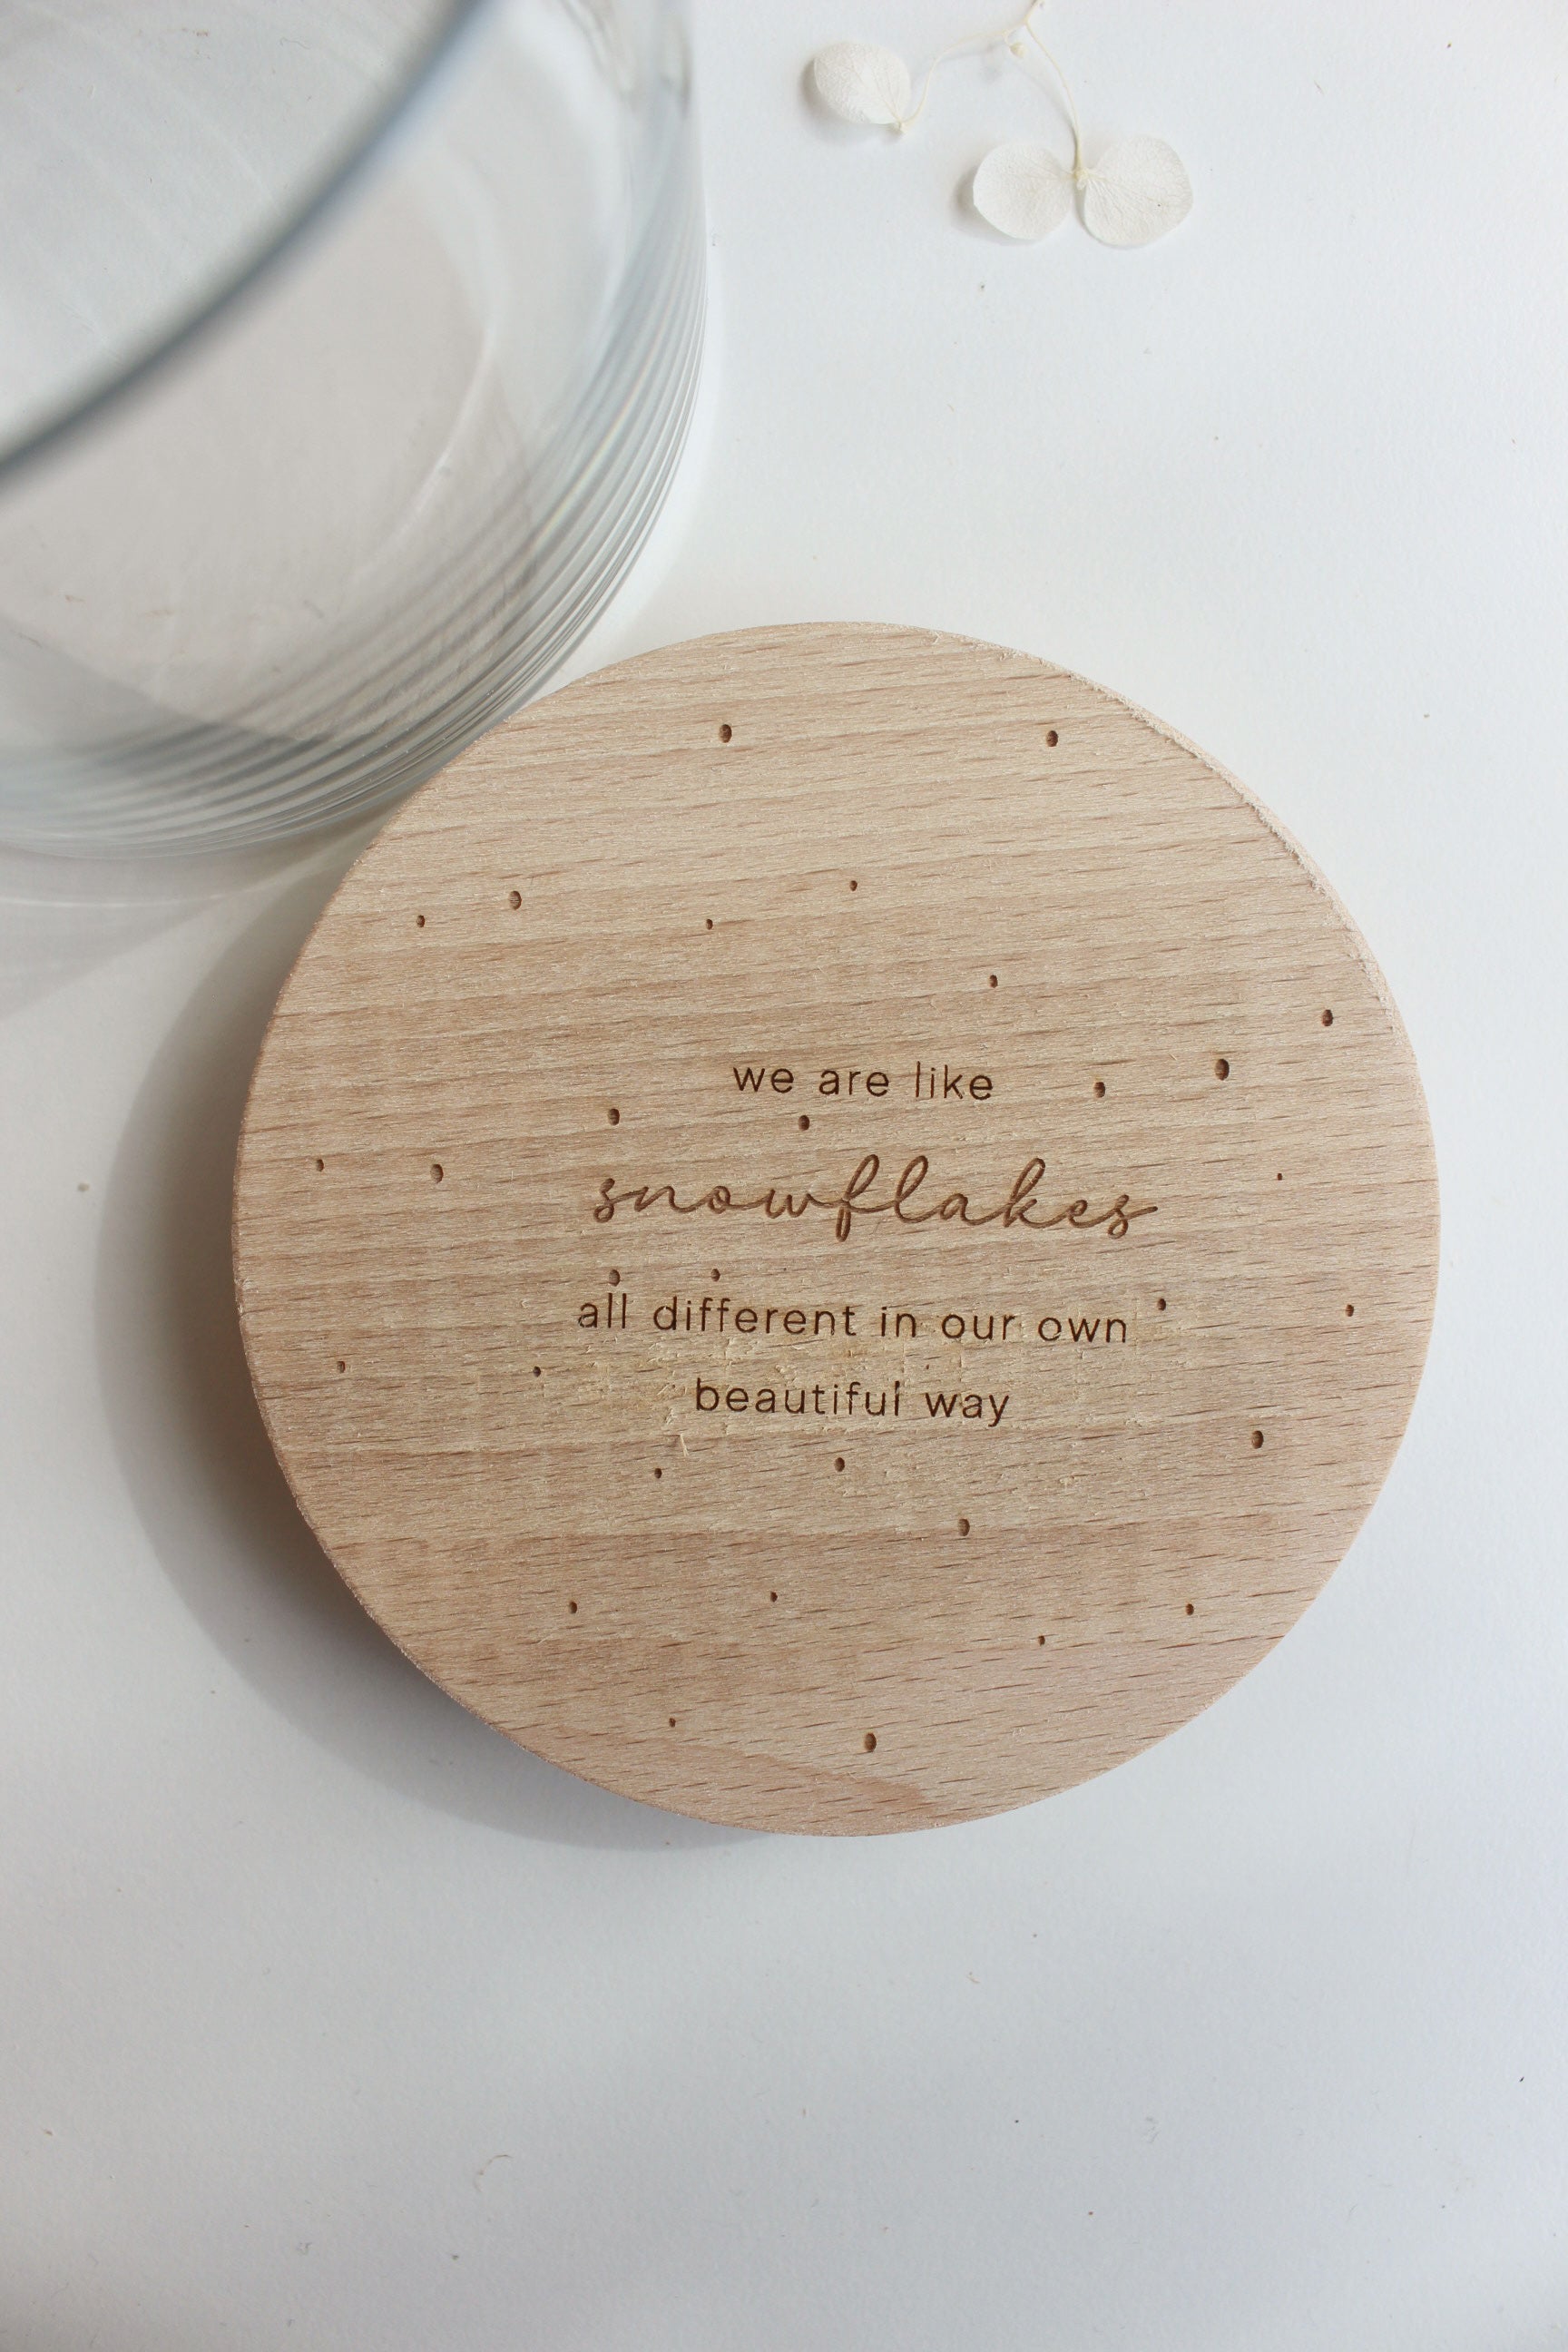 we are like
snowflakes
all different in our own
beautiful way